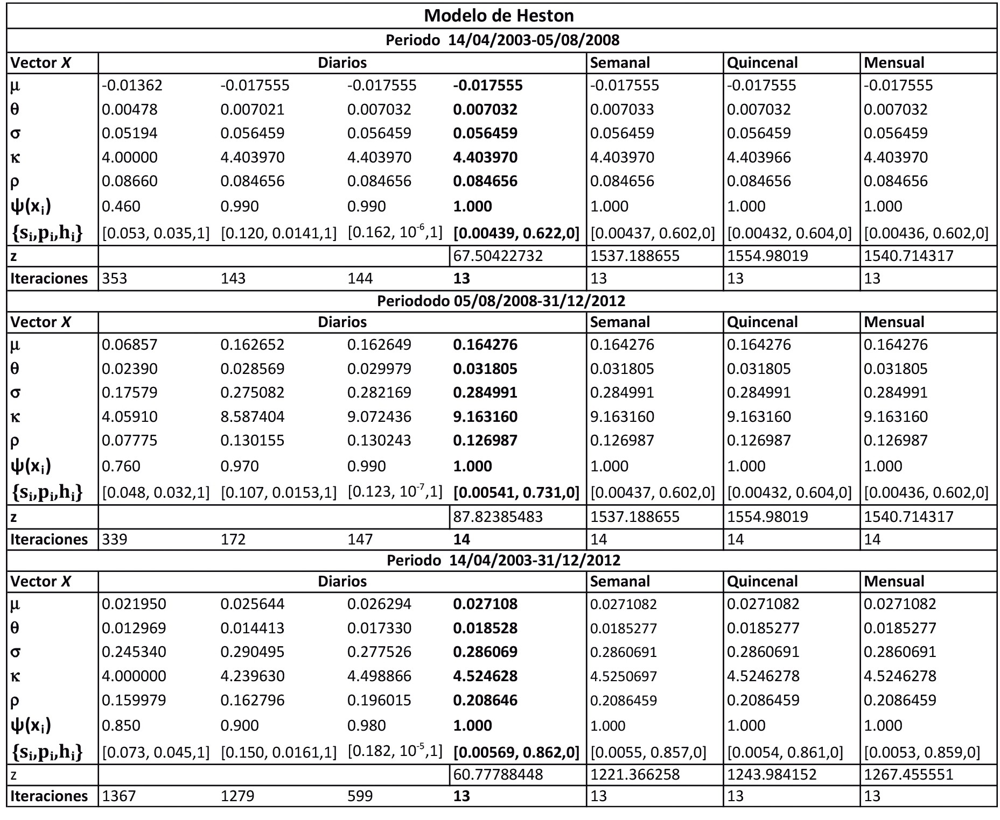 Modelo de Heston
Periodo 14/04/2003-05/08/2008
Vector X Diarios Semanal Quincenal Mensual
μ -0.01362 -0.017555 -0.017555 -0.017555 -0.017555 -0.017555 -0.017555
θ 0.00478 0.007021 0.007032 0.007032 0.007033 0.007032 0.007032
σ 0.05194 0.056459 0.056459 0.056459 0.056459 0.056459 0.056459
κ 4.00000 4.403970 4.403970 4.403970 4.403970 4.403966 4.403970
ρ 0.08660 0.084656 0.084656 0.084656 0.084656 0.084656 0.084656
ψ(xᵢ) 0.460 0.990 0.990 1.000 1.000 1.000 1.000
{sᵢ,pᵢ,hᵢ} [0.053, 0.035,1] [0.120, 0.0141,1] [0.162, 10⁻⁶,1] [0.00439, 0.622,0] [0.00437, 0.602,0] [0.00432, 0.604,0] [0.00436, 0.602,0]
z 67.50422732 1537.188655 1554.98019 1540.714317
Iteraciones 353 143 144 13 13 13 13
Periododo 05/08/2008-31/12/2012
Vector X Diarios Semanal Quincenal Mensual
μ 0.06857 0.162652 0.162649 0.164276 0.164276 0.164276 0.164276
θ 0.02390 0.028569 0.029979 0.031805 0.031805 0.031805 0.031805
σ 0.17579 0.275082 0.282169 0.284991 0.284991 0.284991 0.284991
κ 4.05910 8.587404 9.072436 9.163160 9.163160 9.163160 9.163160
ρ 0.07775 0.130155 0.130243 0.126987 0.126987 0.126987 0.126987
ψ(xᵢ) 0.760 0.970 0.990 1.000 1.000 1.000 1.000
{sᵢ,pᵢ,hᵢ} [0.048, 0.032,1] [0.107, 0.0153,1] [0.123, 10⁻⁷,1] [0.00541, 0.731,0] [0.00437, 0.602,0] [0.00432, 0.604,0] [0.00436, 0.602,0]
z 87.82385483 1537.188655 1554.98019 1540.714317
Iteraciones 339 172 147 14 14 14 14
Periodo 14/04/2003-31/12/2012
Vector X Diarios Semanal Quincenal Mensual
μ 0.021950 0.025644 0.026294 0.027108 0.0271082 0.0271082 0.0271082
θ 0.012969 0.014413 0.017330 0.018528 0.0185277 0.0185277 0.0185277
σ 0.245340 0.290495 0.277526 0.286069 0.2860691 0.2860691 0.2860691
κ 4.000000 4.239630 4.498866 4.524628 4.5250697 4.5246278 4.5246278
ρ 0.159979 0.162796 0.196015 0.208646 0.2086459 0.2086459 0.2086459
ψ(xᵢ) 0.850 0.900 0.980 1.000 1.000 1.000 1.000
{sᵢ,pᵢ,hᵢ} [0.073, 0.045,1] [0.150, 0.0161,1] [0.182, 10⁻⁵,1] [0.00569, 0.862,0] [0.0055, 0.857,0] [0.0054, 0.861,0] [0.0053, 0.859,0]
z 60.77788448 1221.366258 1243.984152 1267.455551
Iteraciones 1367 1279 599 13 13 13 13